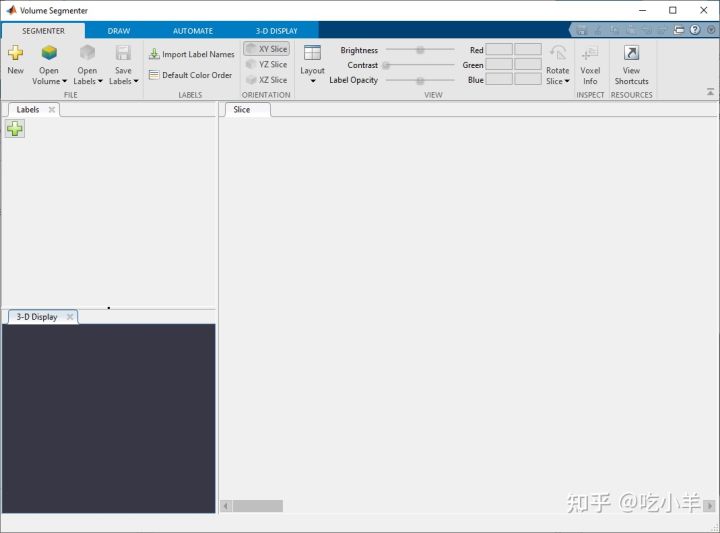 Volume Segmenter
SEGMENTER DRAW AUTOMATE 3-D DISPLAY
New
Open Volume
Open Labels
Save Labels
FILE
Import Label Names
Default Color Order
LABELS
XY Slice
YZ Slice
XZ Slice
ORIENTATION
Layout
Brightness
Contrast
Label Opacity
Red
Green
Blue
Rotate Slice
VIEW
Voxel Info
INSPECT
View Shortcuts
RESOURCES
Labels
Slice
3-D Display
知乎 @吃小羊